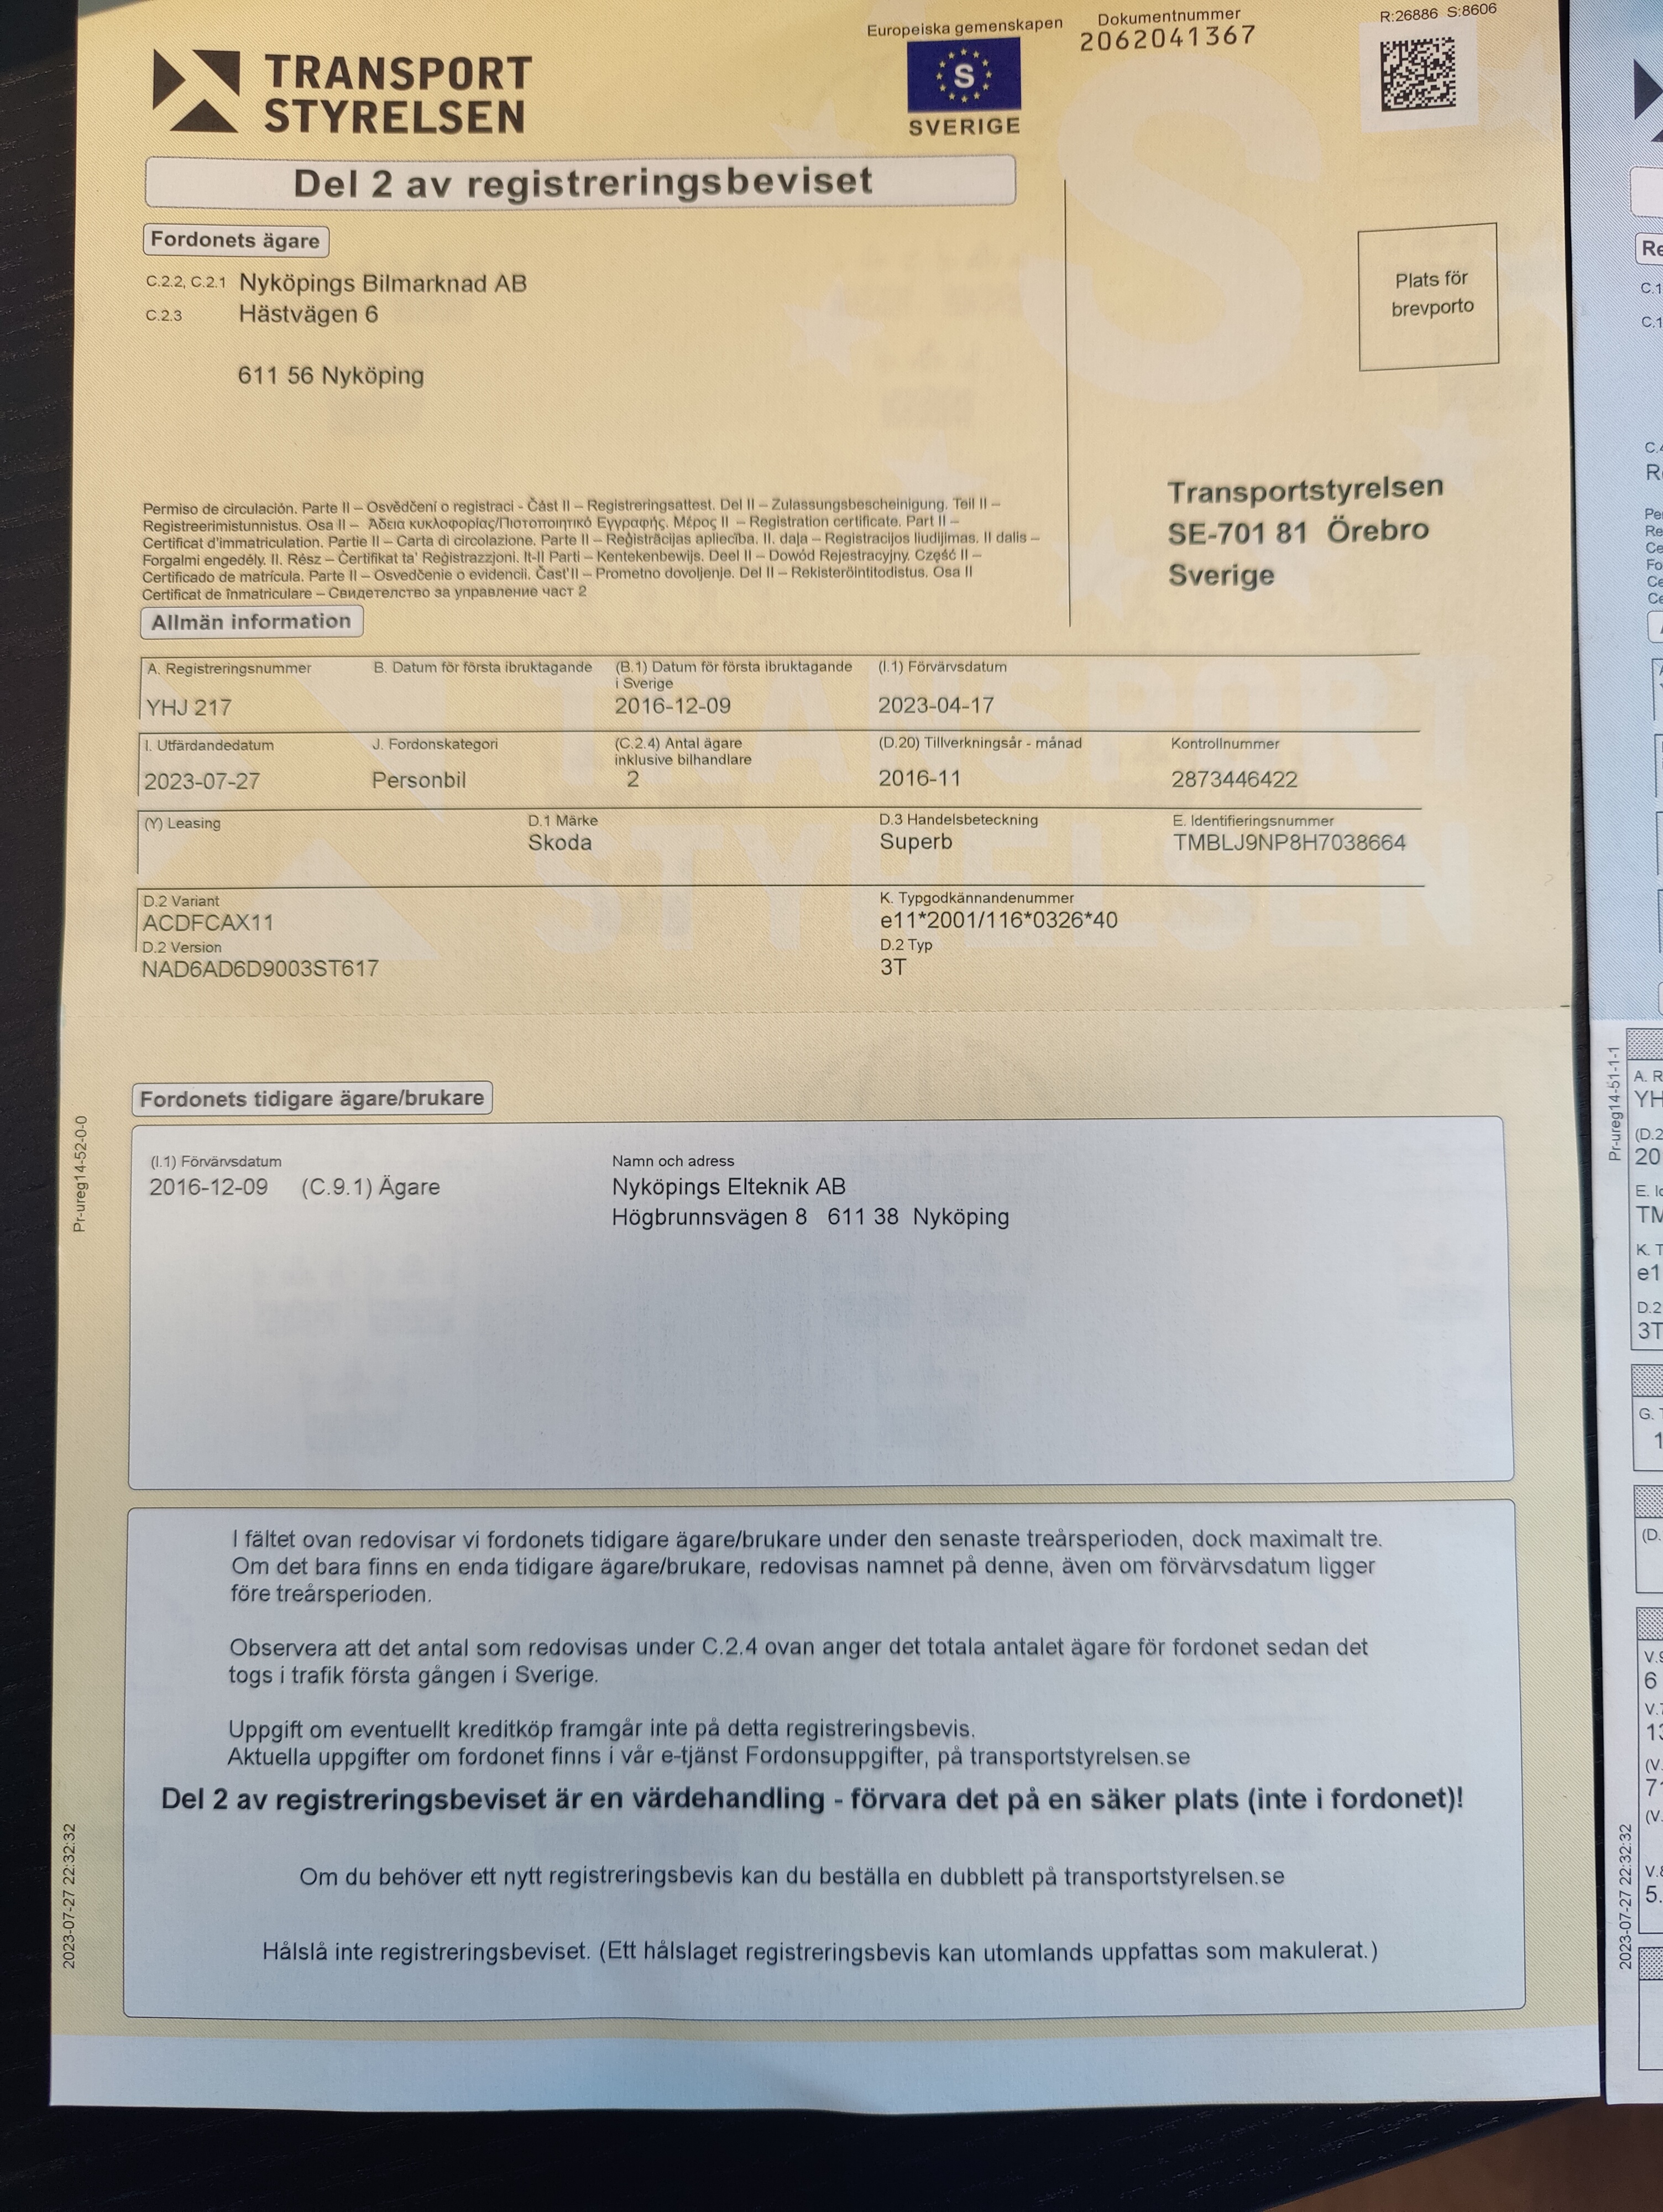 TRANSPORT
STYRELSEN
Europeiska gemenskapen
S
SVERIGE
Dokumentnummer
2062041367
R:26886 S:8606
Del 2 av registreringsbeviset
Fordonets ägare
C.2.2, C.2.1 Nyköpings Bilmarknad AB
C.2.3 Hästvägen 6
611 56 Nyköping
Plats för
brevporto
Transportstyrelsen
SE-701 81 Örebro
Sverige
Permiso de circulación. Parte II – Osvědčení o registraci - Část II – Registreringsattest. Del II – Zulassungsbescheinigung. Teil II –
Registreerimistunnistus. Osa II – Άδεια κυκλοφορίας/Πιστοποιητικό Εγγραφής. Μέρος II – Registration certificate. Part II –
Certificat d'immatriculation. Partie II – Carta di circolazione. Parte II – Reģistrācijas apliecība. II. daļa – Registracijos liudijimas. II dalis –
Forgalmi engedély. II. Rész – Ċertifikat ta' Reġistrazzjoni. It-II Parti – Kentekenbewijs. Deel II – Dowód Rejestracyjny. Część II –
Certificado de matrícula. Parte II – Osvedčenie o evidencii. Čast'II – Prometno dovoljenje. Del II – Rekisteröintitodistus. Osa II
Certificat de înmatriculare – Свидетелство за управление част 2
Allmän information
A. Registreringsnummer B. Datum för första ibruktagande (B.1) Datum för första ibruktagande i Sverige (I.1) Förvärvsdatum
YHJ 217 2016-12-09 2023-04-17
I. Utfärdandedatum J. Fordonskategori (C.2.4) Antal ägare inklusive bilhandlare (D.20) Tillverkningsår - månad Kontrollnummer
2023-07-27 Personbil 2 2016-11 2873446422
(Y) Leasing D.1 Märke D.3 Handelsbeteckning E. Identifieringsnummer
Skoda Superb TMBLJ9NP8H7038664
D.2 Variant K. Typgodkännandenummer
ACDFCAX11 e11*2001/116*0326*40
D.2 Version D.2 Typ
NAD6AD6D9003ST617 3T
Fordonets tidigare ägare/brukare
(I.1) Förvärvsdatum Namn och adress
2016-12-09 (C.9.1) Ägare Nyköpings Elteknik AB
Högbrunnsvägen 8 611 38 Nyköping
I fältet ovan redovisar vi fordonets tidigare ägare/brukare under den senaste treårsperioden, dock maximalt tre.
Om det bara finns en enda tidigare ägare/brukare, redovisas namnet på denne, även om förvärvsdatum ligger
före treårsperioden.
Observera att det antal som redovisas under C.2.4 ovan anger det totala antalet ägare för fordonet sedan det
togs i trafik första gången i Sverige.
Uppgift om eventuellt kreditköp framgår inte på detta registreringsbevis.
Aktuella uppgifter om fordonet finns i vår e-tjänst Fordonsuppgifter, på transportstyrelsen.se
Del 2 av registreringsbeviset är en värdehandling - förvara det på en säker plats (inte i fordonet)!
Om du behöver ett nytt registreringsbevis kan du beställa en dubblett på transportstyrelsen.se
Hålslå inte registreringsbeviset. (Ett hålslaget registreringsbevis kan utomlands uppfattas som makulerat.)
Pr-ureg14-52-0-0
2023-07-27 22:32:32
Pr-ureg14-51-1-1
2023-07-27 22:32:32